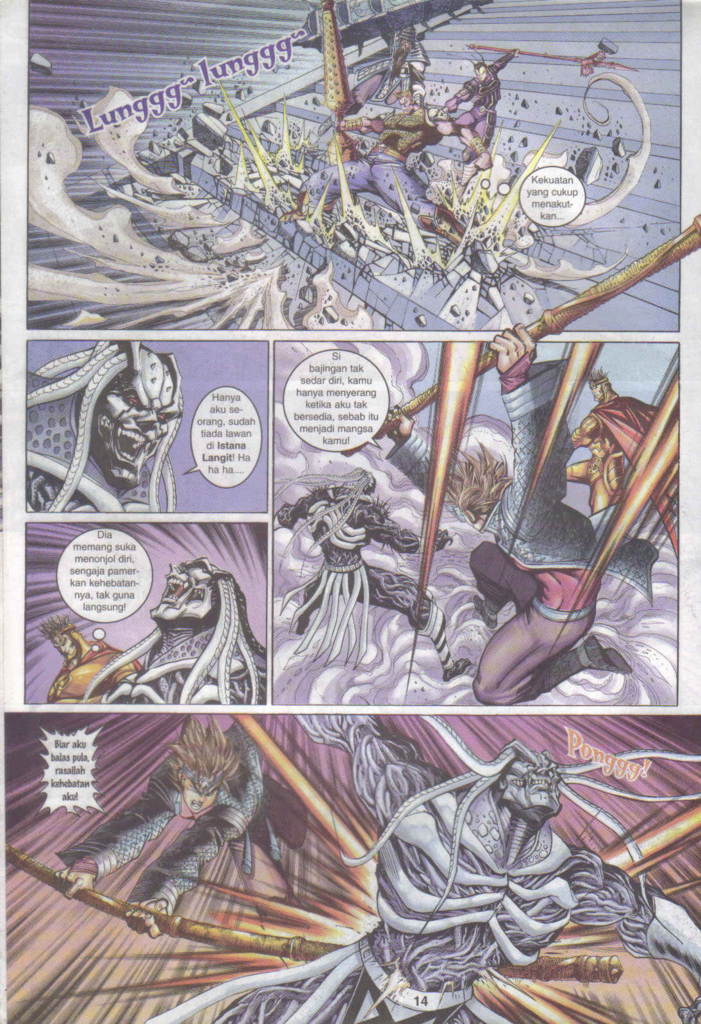 Lunggg~ lunggg~
Kekuatan
yang cukup
menakut-
kan...
Hanya
aku se-
orang, sudah
tiada lawan
di Istana
Langit! Ha
ha ha....
Si
bajingan tak
sedar diri, kamu
hanya menyerang
ketika aku tak
bersedia, sebab itu
menjadi mangsa
kamu!
Dia
memang suka
menonjol diri,
sengaja pamer-
kan kehebatan-
nya, tak guna
langsung!
Biar aku
balas pula,
rasailah
kehebatan
aku!
Ponggg!
14